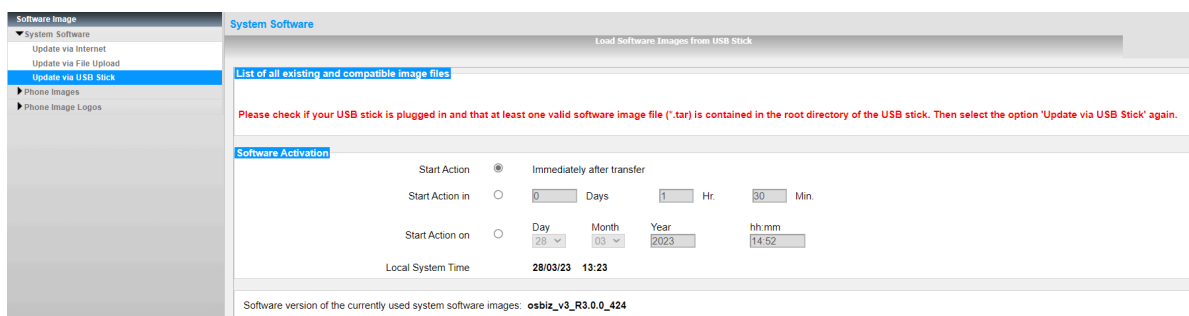 Software Image
System Software
Update via Internet
Update via File Upload
Update via USB Stick
Phone Images
Phone Image Logos
System Software
Load Software Images from USB Stick
List of all existing and compatible image files
Please check if your USB stick is plugged in and that at least one valid software image file (*.tar) is contained in the root directory of the USB stick. Then select the option 'Update via USB Stick' again.
Software Activation
Start Action Immediately after transfer
Start Action in 0 Days 1 Hr. 30 Min.
Day Month Year hh:mm
Start Action on 28 03 2023 14:52
Local System Time 28/03/23 13:23
Software version of the currently used system software images: osbiz_v3_R3.0.0_424